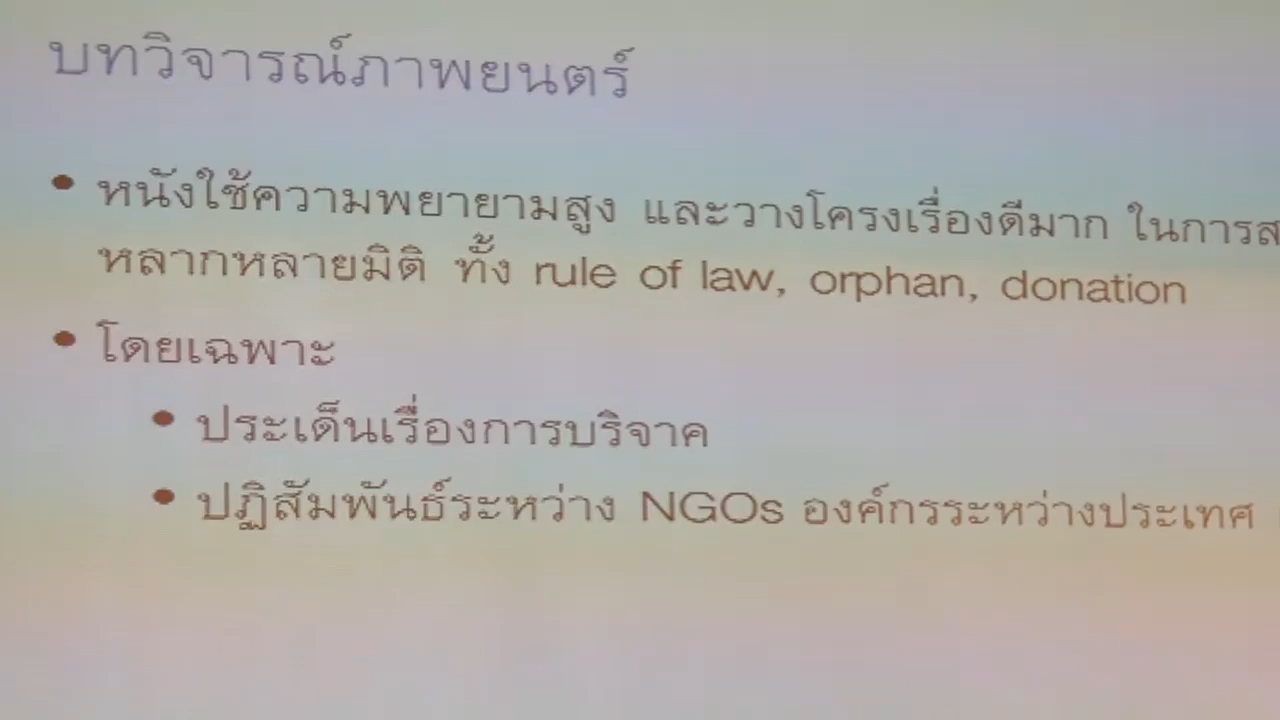 บทวิจารณ์ภาพยนตร์
• หนังใช้ความพยายามสูง และวางโครงเรื่องดีมาก ในการส
หลากหลายมิติ ทั้ง rule of law, orphan, donation
• โดยเฉพาะ
• ประเด็นเรื่องการบริจาค
• ปฏิสัมพันธ์ระหว่าง NGOs องค์กรระหว่างประเทศ